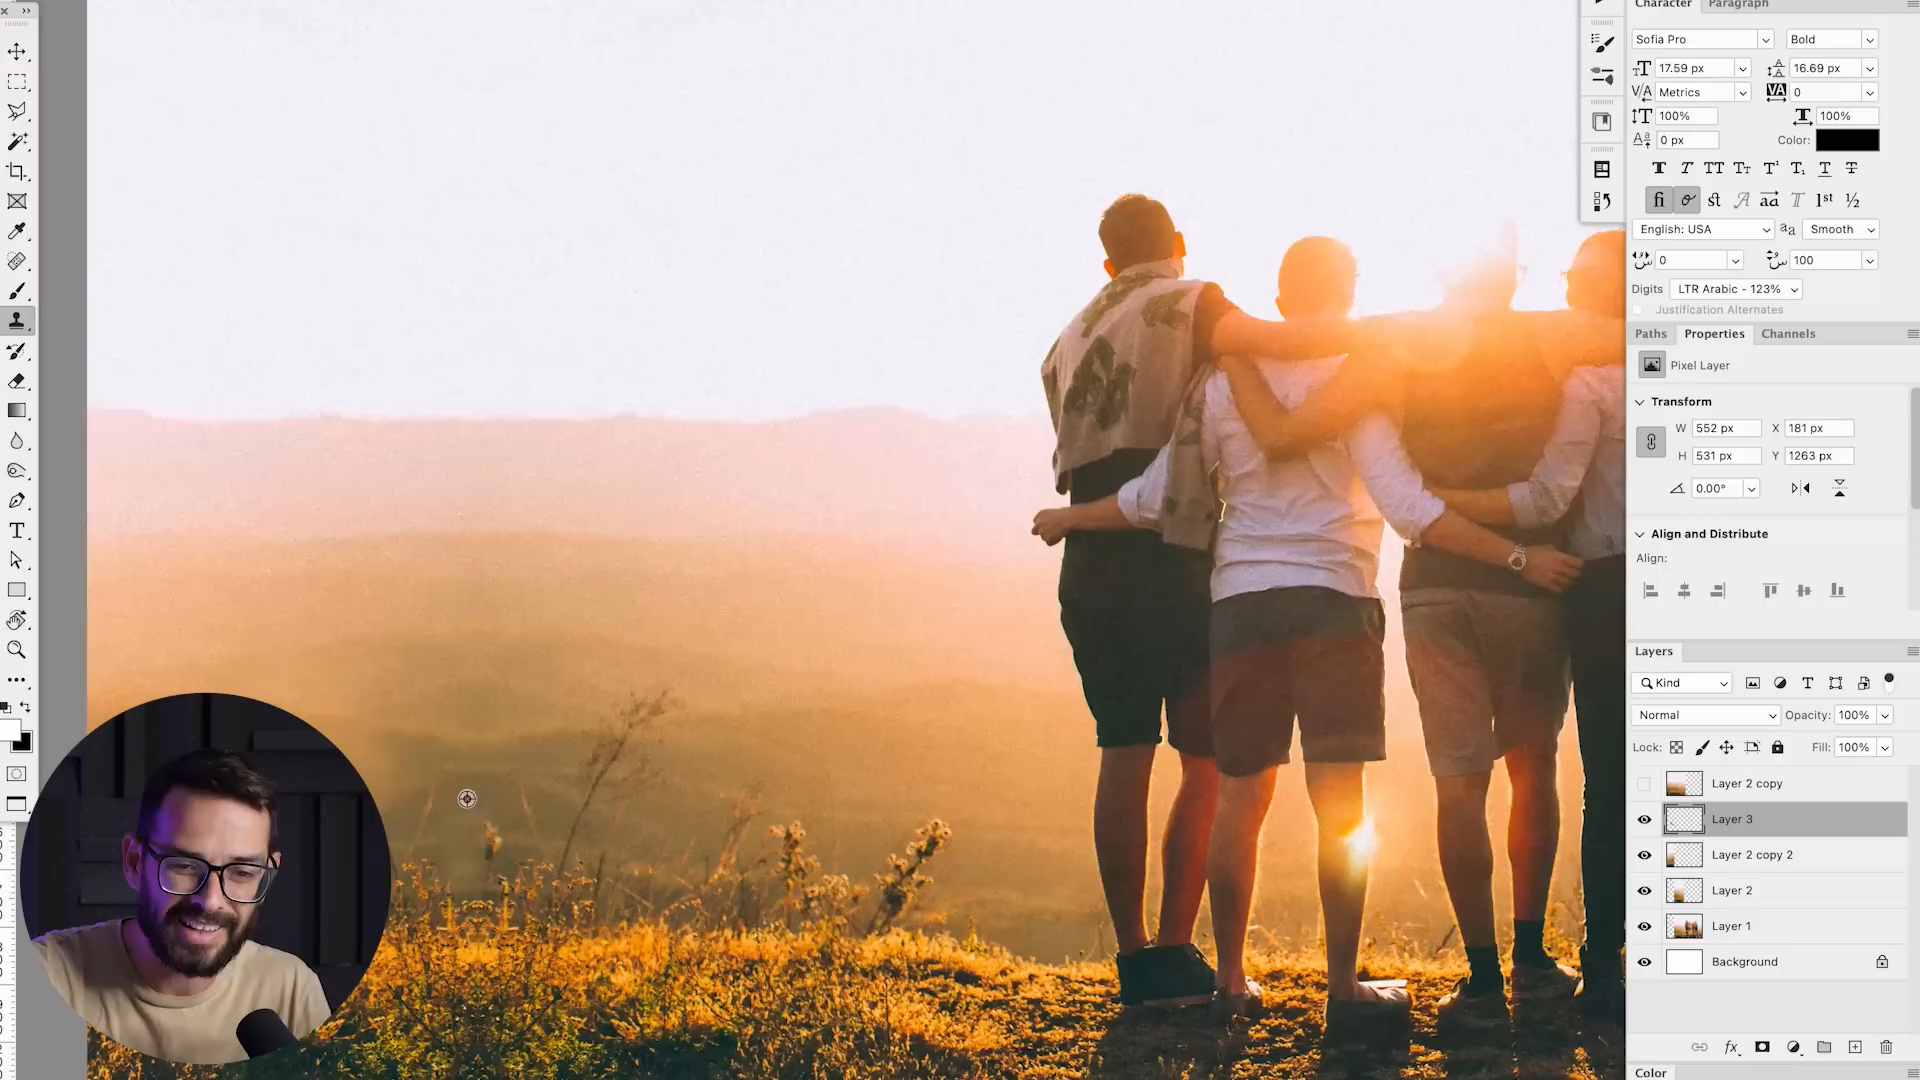 Character Paragraph
Sofia Pro Bold
17.59 px 16.69 px
Metrics 0
100% 100%
0 px Color:
English: USA Smooth
0 100
Digits LTR Arabic - 123%
Justification Alternates
Paths Properties Channels
Pixel Layer
Transform
W 552 px X 181 px
H 531 px Y 1263 px
0.00°
Align and Distribute
Align:
Layers
Kind
Normal Opacity: 100%
Lock: Fill: 100%
Layer 2 copy
Layer 3
Layer 2 copy 2
Layer 2
Layer 1
Background
Color